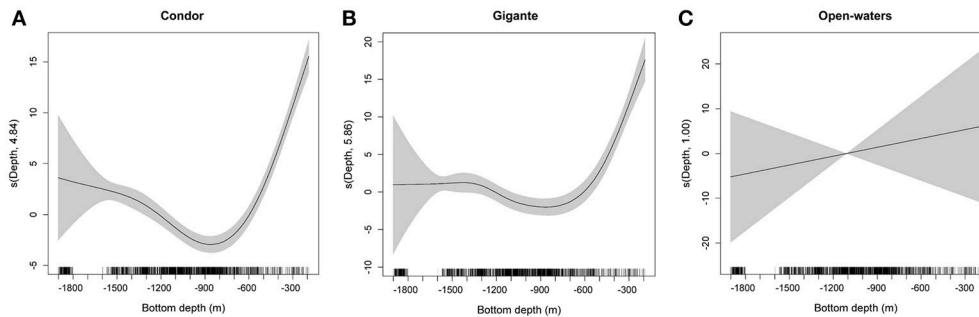 A
Condor
s(Depth, 4.84)
15
10
5
0
-5
-1800
-1500
-1200
-900
-600
-300
Bottom depth (m)
B
Gigante
s(Depth, 5.86)
20
15
10
5
0
-5
-10
-1800
-1500
-1200
-900
-600
-300
Bottom depth (m)
C
Open-waters
s(Depth, 1.00)
20
10
0
-10
-20
-1800
-1500
-1200
-900
-600
-300
Bottom depth (m)